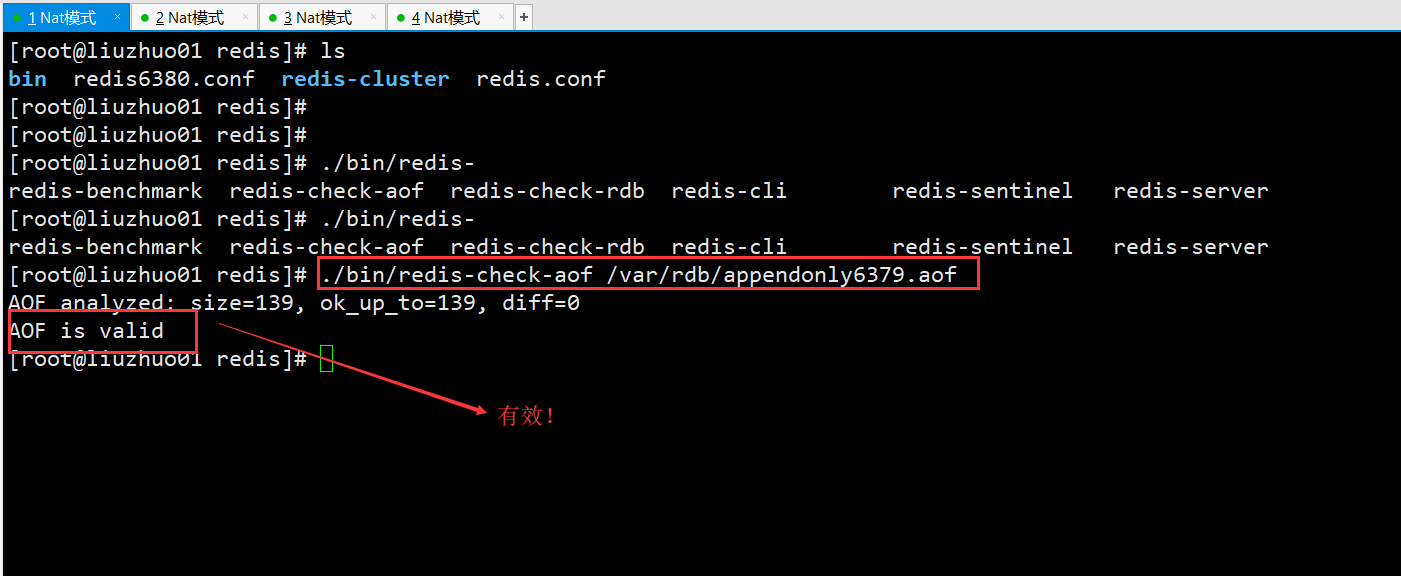 1 Nat模式 × 2 Nat模式 × 3 Nat模式 × 4 Nat模式 × +
[root@liuzhuo01 redis]# ls
bin redis6380.conf redis-cluster redis.conf
[root@liuzhuo01 redis]#
[root@liuzhuo01 redis]#
[root@liuzhuo01 redis]# ./bin/redis-
redis-benchmark redis-check-aof redis-check-rdb redis-cli redis-sentinel redis-server
[root@liuzhuo01 redis]# ./bin/redis-
redis-benchmark redis-check-aof redis-check-rdb redis-cli redis-sentinel redis-server
[root@liuzhuo01 redis]# ./bin/redis-check-aof /var/rdb/appendonly6379.aof
AOF analyzed: size=139, ok_up_to=139, diff=0
AOF is valid
[root@liuzhuo01 redis]#
有效!